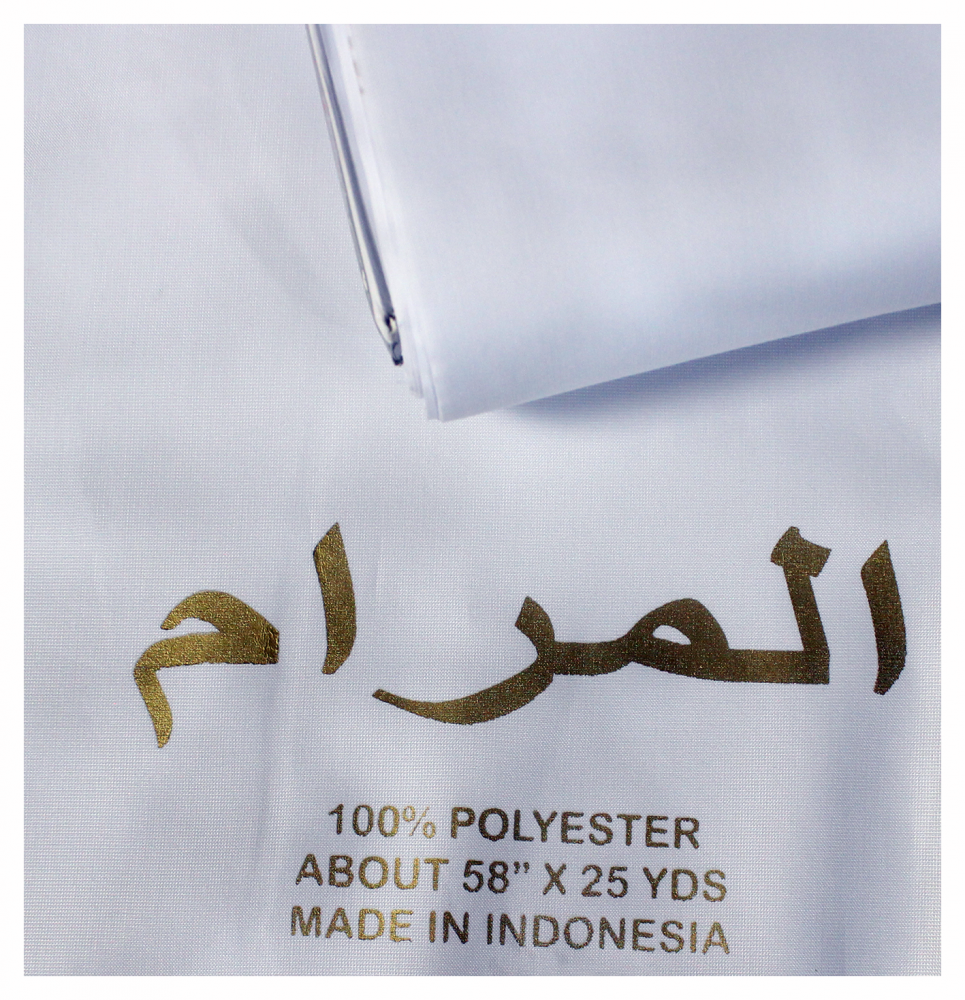 المرام
100% POLYESTER
ABOUT 58” X 25 YDS
MADE IN INDONESIA